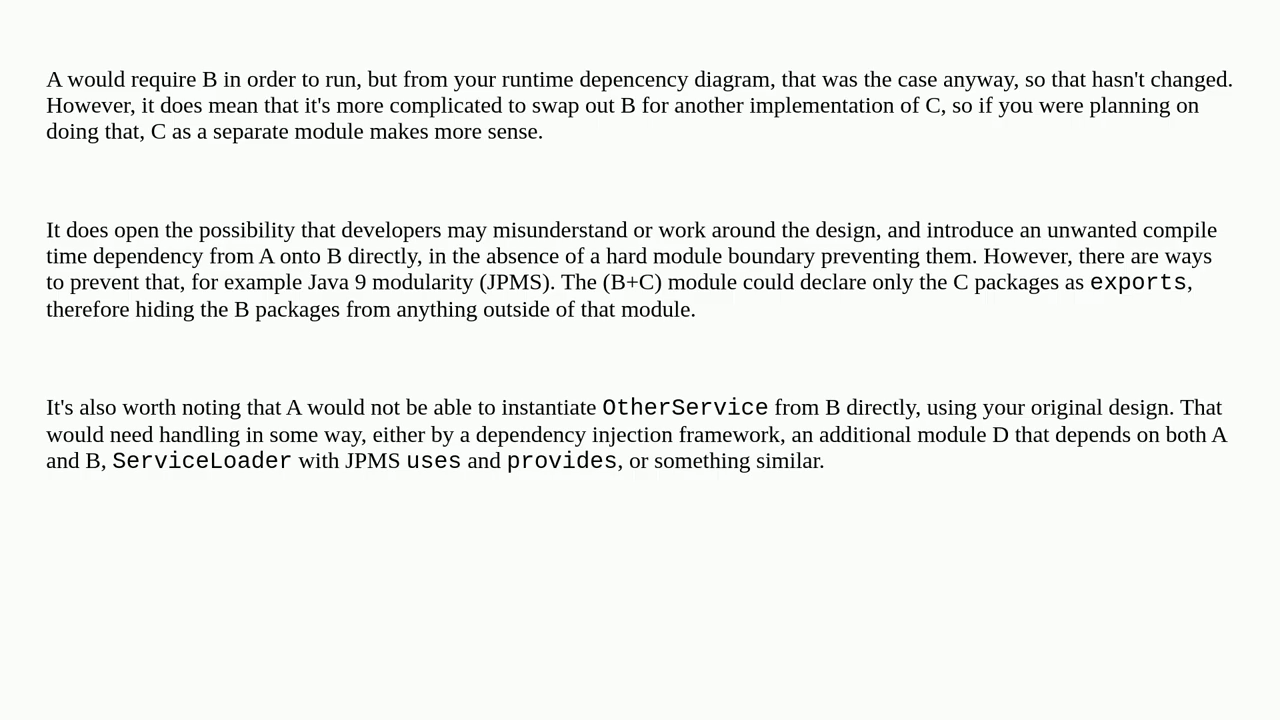 A would require B in order to run, but from your runtime depencency diagram, that was the case anyway, so that hasn't changed.
However, it does mean that it's more complicated to swap out B for another implementation of C, so if you were planning on
doing that, C as a separate module makes more sense.
It does open the possibility that developers may misunderstand or work around the design, and introduce an unwanted compile
time dependency from A onto B directly, in the absence of a hard module boundary preventing them. However, there are ways
to prevent that, for example Java 9 modularity (JPMS). The (B+C) module could declare only the C packages as exports,
therefore hiding the B packages from anything outside of that module.
It's also worth noting that A would not be able to instantiate OtherService from B directly, using your original design. That
would need handling in some way, either by a dependency injection framework, an additional module D that depends on both A
and B, ServiceLoader with JPMS uses and provides, or something similar.